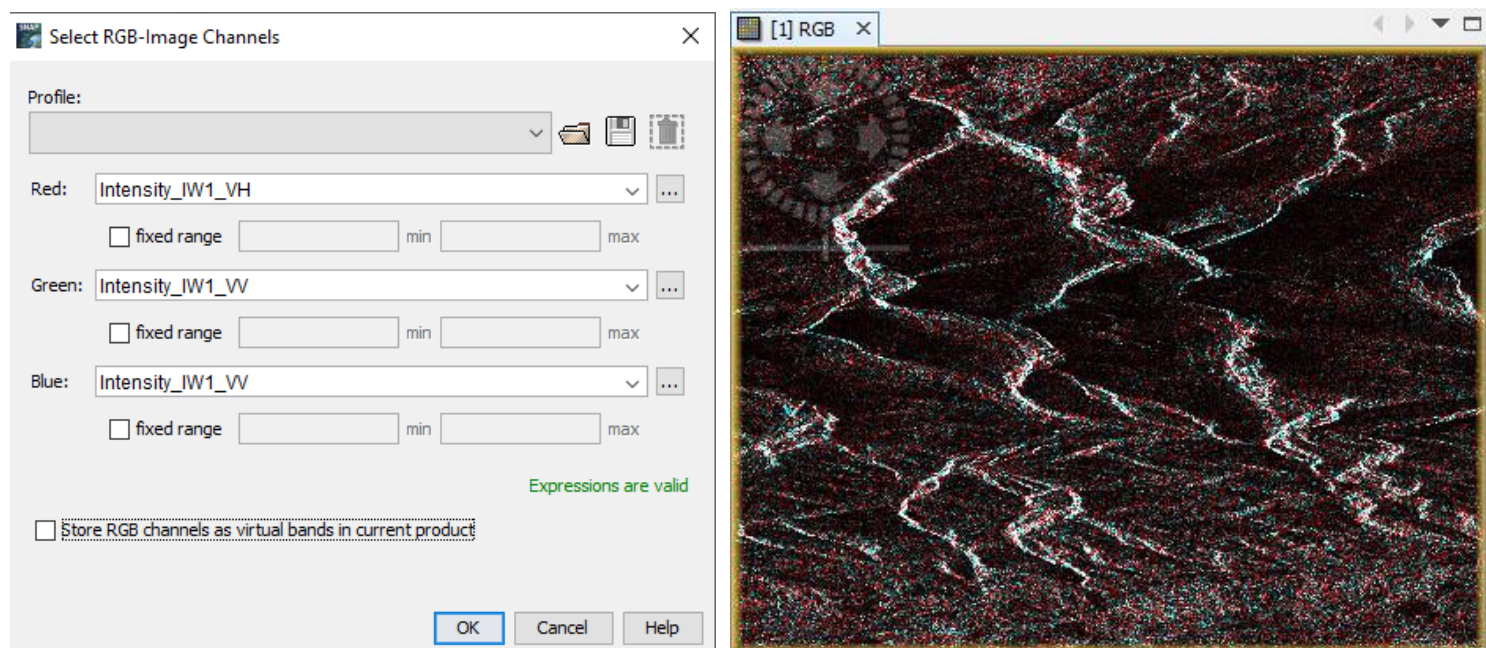 SNAP
Select RGB-Image Channels
Profile:
Red:
Intensity_IW1_VH
...
fixed range
min
max
Green:
Intensity_IW1_VV
...
fixed range
min
max
Blue:
Intensity_IW1_VV
...
fixed range
min
max
Expressions are valid
Store RGB channels as virtual bands in current product
OK
Cancel
Help
[1] RGB